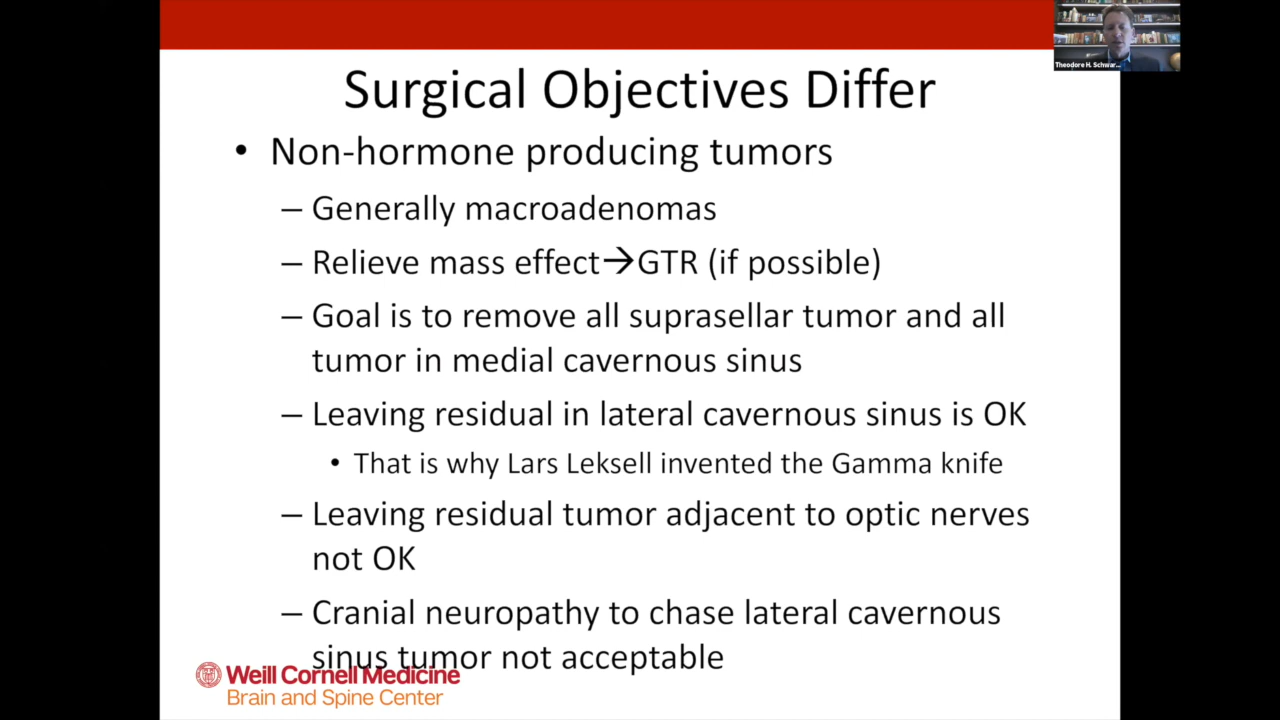 Theodore H. Schwar...
Surgical Objectives Differ
• Non-hormone producing tumors
– Generally macroadenomas
– Relieve mass effect→GTR (if possible)
– Goal is to remove all suprasellar tumor and all
tumor in medial cavernous sinus
– Leaving residual in lateral cavernous sinus is OK
• That is why Lars Leksell invented the Gamma knife
– Leaving residual tumor adjacent to optic nerves
not OK
– Cranial neuropathy to chase lateral cavernous
sinus tumor not acceptable
Weill Cornell Medicine
Brain and Spine Center